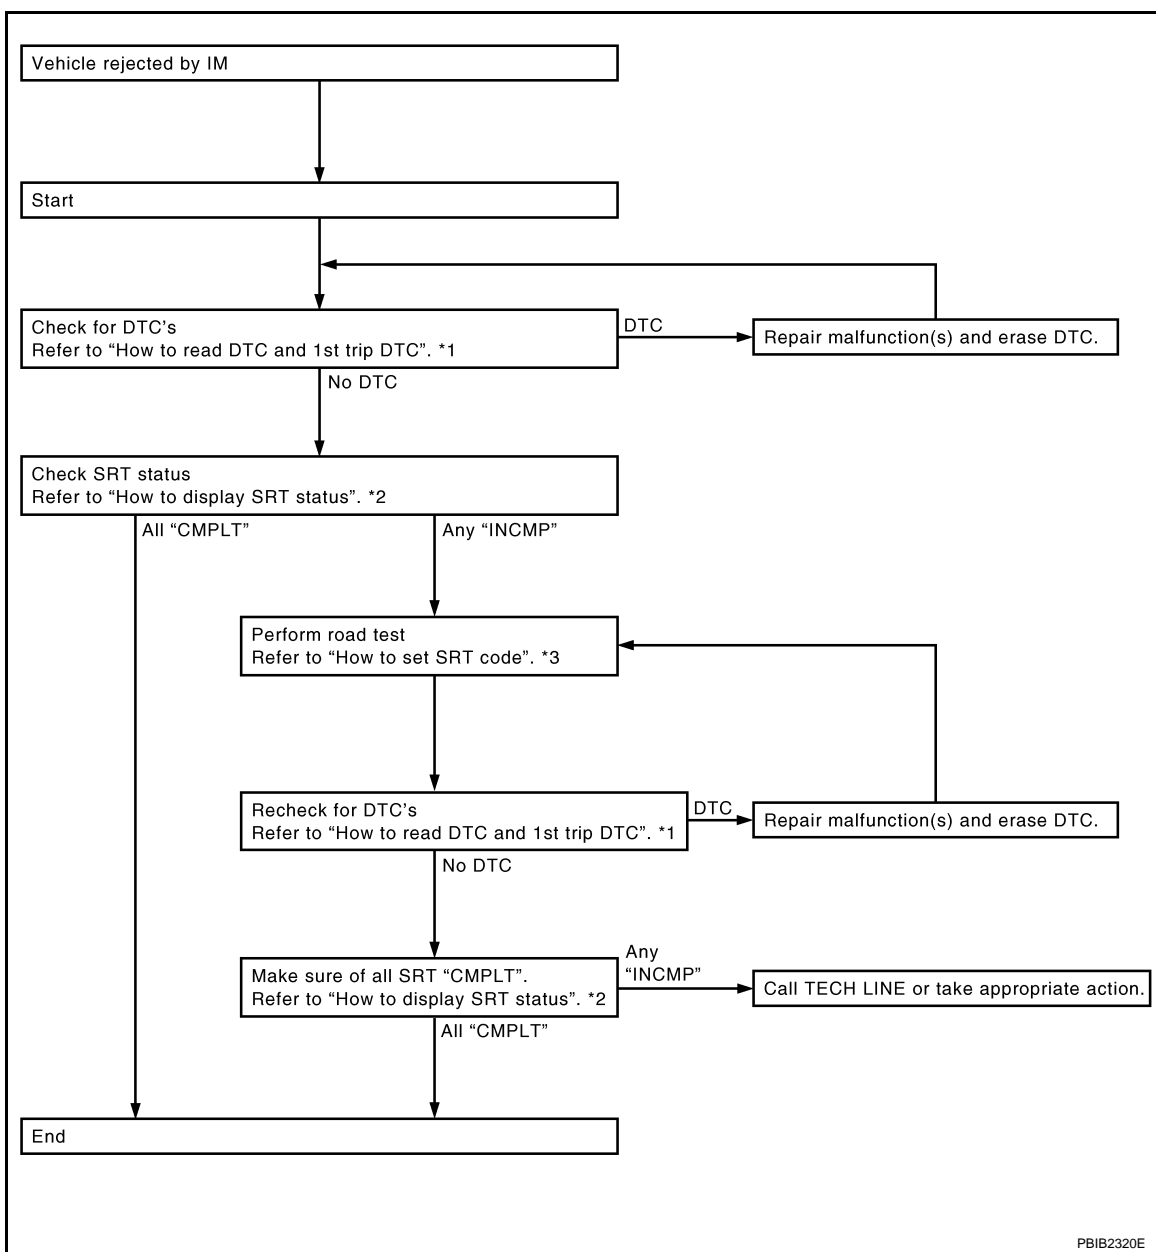 Vehicle rejected by IM
Start
Check for DTC's
Refer to “How to read DTC and 1st trip DTC”. *1
DTC
Repair malfunction(s) and erase DTC.
No DTC
Check SRT status
Refer to “How to display SRT status”. *2
All “CMPLT”
Any “INCMP”
Perform road test
Refer to “How to set SRT code”. *3
Recheck for DTC's
Refer to “How to read DTC and 1st trip DTC”. *1
DTC
Repair malfunction(s) and erase DTC.
No DTC
Make sure of all SRT “CMPLT”.
Refer to “How to display SRT status”. *2
Any
“INCMP”
Call TECH LINE or take appropriate action.
All “CMPLT”
End
PBIB2320E